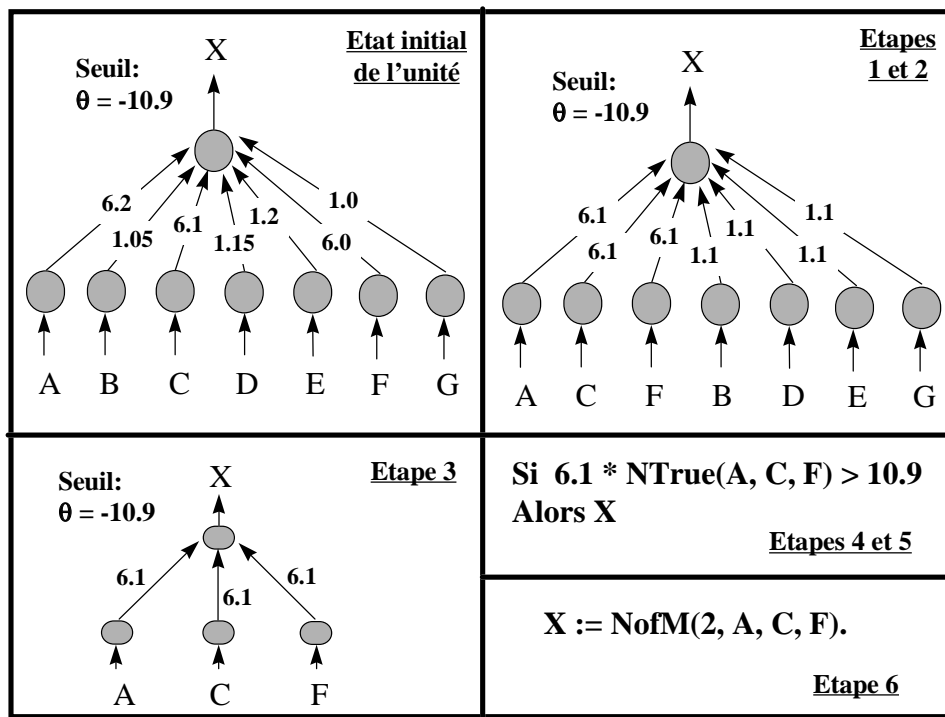 Etat initial
de l'unité
X
Seuil:
θ = -10.9
6.2
1.05
6.1
1.15
1.2
6.0
1.0
A B C D E F G
Etapes
1 et 2
X
Seuil:
θ = -10.9
6.1
6.1
6.1
1.1
1.1
1.1
1.1
A C F B D E G
Etape 3
X
Seuil:
θ = -10.9
6.1
6.1
6.1
A C F
Si 6.1 * NTrue(A, C, F) > 10.9
Alors X
Etapes 4 et 5
X := NofM(2, A, C, F).
Etape 6